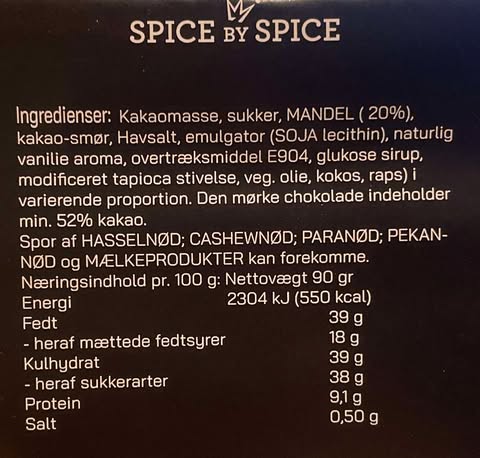 SPICE BY SPICE
Ingredienser: Kakaomasse, sukker, MANDEL ( 20%),
kakao-smør, Havsalt, emulgator (SOJA lecithin), naturlig
vanilie aroma, overtræksmiddel E904, glukose sirup,
modificeret tapioca stivelse, veg. olie, kokos, raps) i
varierende proportion. Den mørke chokolade indeholder
min. 52% kakao.
Spor af HASSELNØD; CASHEWNØD; PARANØD; PEKAN-
NØD og MÆLKEPRODUKTER kan forekomme.
Næringsindhold pr. 100 g: Nettovægt 90 gr
Energi 2304 kJ (550 kcal)
Fedt 39 g
- heraf mættede fedtsyrer 18 g
Kulhydrat 39 g
- heraf sukkerarter 38 g
Protein 9,1 g
Salt 0,50 g